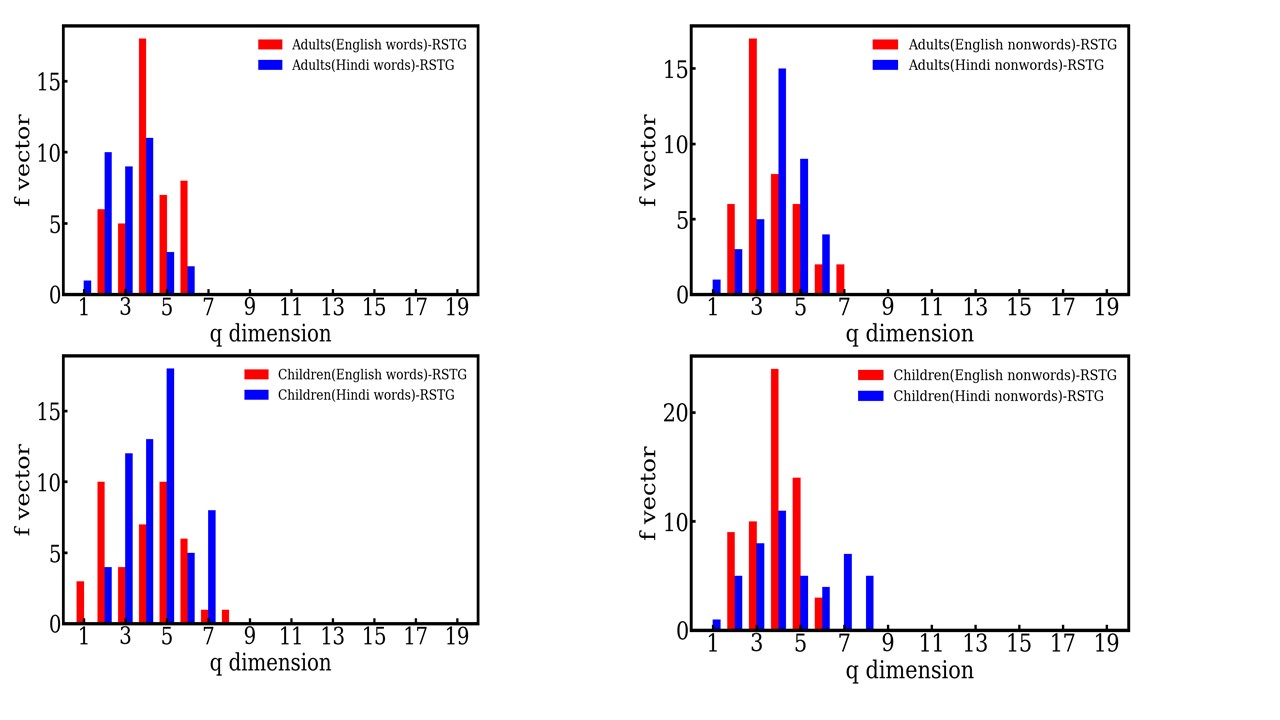 Adults(English words)-RSTG
Adults(Hindi words)-RSTG
15
10
5
0
f vector
1 3 5 7 9 11 13 15 17 19
q dimension
Adults(English nonwords)-RSTG
Adults(Hindi nonwords)-RSTG
15
10
5
0
f vector
1 3 5 7 9 11 13 15 17 19
q dimension
Children(English words)-RSTG
Children(Hindi words)-RSTG
15
10
5
0
f vector
1 3 5 7 9 11 13 15 17 19
q dimension
Children(English nonwords)-RSTG
Children(Hindi nonwords)-RSTG
20
10
0
f vector
1 3 5 7 9 11 13 15 17 19
q dimension